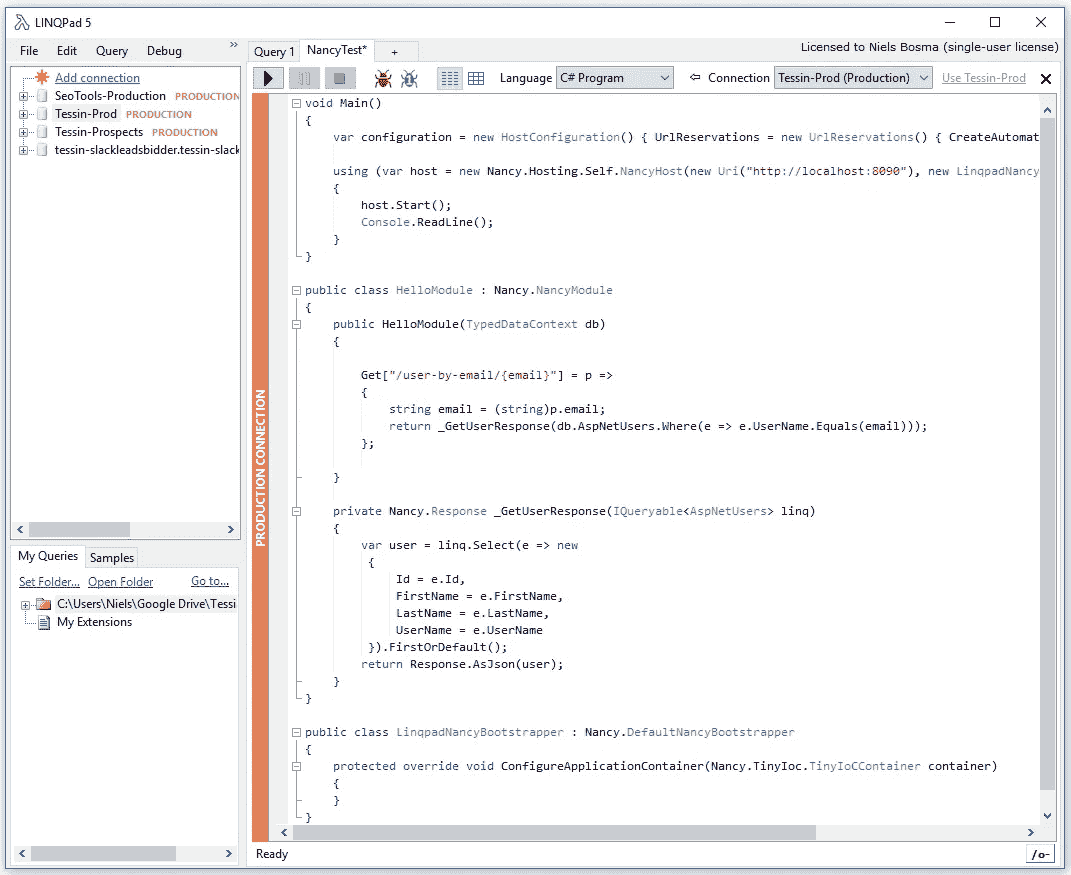 LINQPad 5
File Edit Query Debug »
Query 1 NancyTest* +
Licensed to Niels Bosma (single-user license)
Language C# Program Connection Tessin-Prod (Production) Use Tessin-Prod
Add connection
SeoTools-Production PRODUCTION
Tessin-Prod PRODUCTION
Tessin-Prospects PRODUCTION
tessin-slackleadsbidder.tessin-slack
My Queries Samples
Set Folder... Open Folder Go to...
C:\Users\Niels\Google Drive\Tessi
My Extensions
PRODUCTION CONNECTION
void Main()
{
var configuration = new HostConfiguration() { UrlReservations = new UrlReservations() { CreateAutomat
using (var host = new Nancy.Hosting.Self.NancyHost(new Uri("http://localhost:8090"), new LinqpadNancy
{
host.Start();
Console.ReadLine();
}
}
public class HelloModule : Nancy.NancyModule
{
public HelloModule(TypedDataContext db)
{
Get["/user-by-email/{email}"] = p =>
{
string email = (string)p.email;
return _GetUserResponse(db.AspNetUsers.Where(e => e.UserName.Equals(email)));
};
}
private Nancy.Response _GetUserResponse(IQueryable<AspNetUsers> linq)
{
var user = linq.Select(e => new
{
Id = e.Id,
FirstName = e.FirstName,
LastName = e.LastName,
UserName = e.UserName
}).FirstOrDefault();
return Response.AsJson(user);
}
}
public class LinqpadNancyBootstrapper : Nancy.DefaultNancyBootstrapper
{
protected override void ConfigureApplicationContainer(Nancy.TinyIoc.TinyIoCContainer container)
{
}
}
Ready
/o-